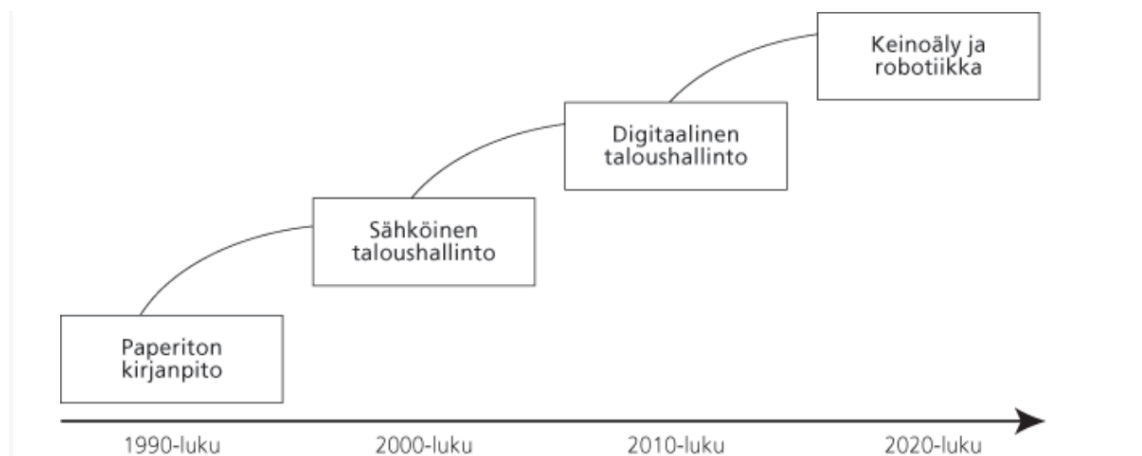 Keinoäly ja
robotiikka
Digitaalinen
taloushallinto
Sähköinen
taloushallinto
Paperiton
kirjanpito
1990-luku
2000-luku
2010-luku
2020-luku